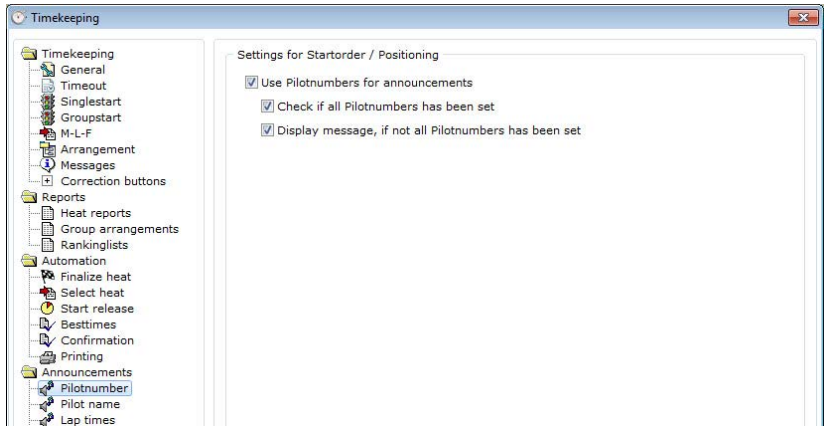 Timekeeping
Timekeeping
General
Timeout
Singlestart
Groupstart
M-L-F
Arrangement
Messages
Correction buttons
Reports
Heat reports
Group arrangements
Rankinglists
Automation
Finalize heat
Select heat
Start release
Besttimes
Confirmation
Printing
Announcements
Pilotnumber
Pilot name
Lap times
Settings for Startorder / Positioning
Use Pilotnumbers for announcements
Check if all Pilotnumbers has been set
Display message, if not all Pilotnumbers has been set